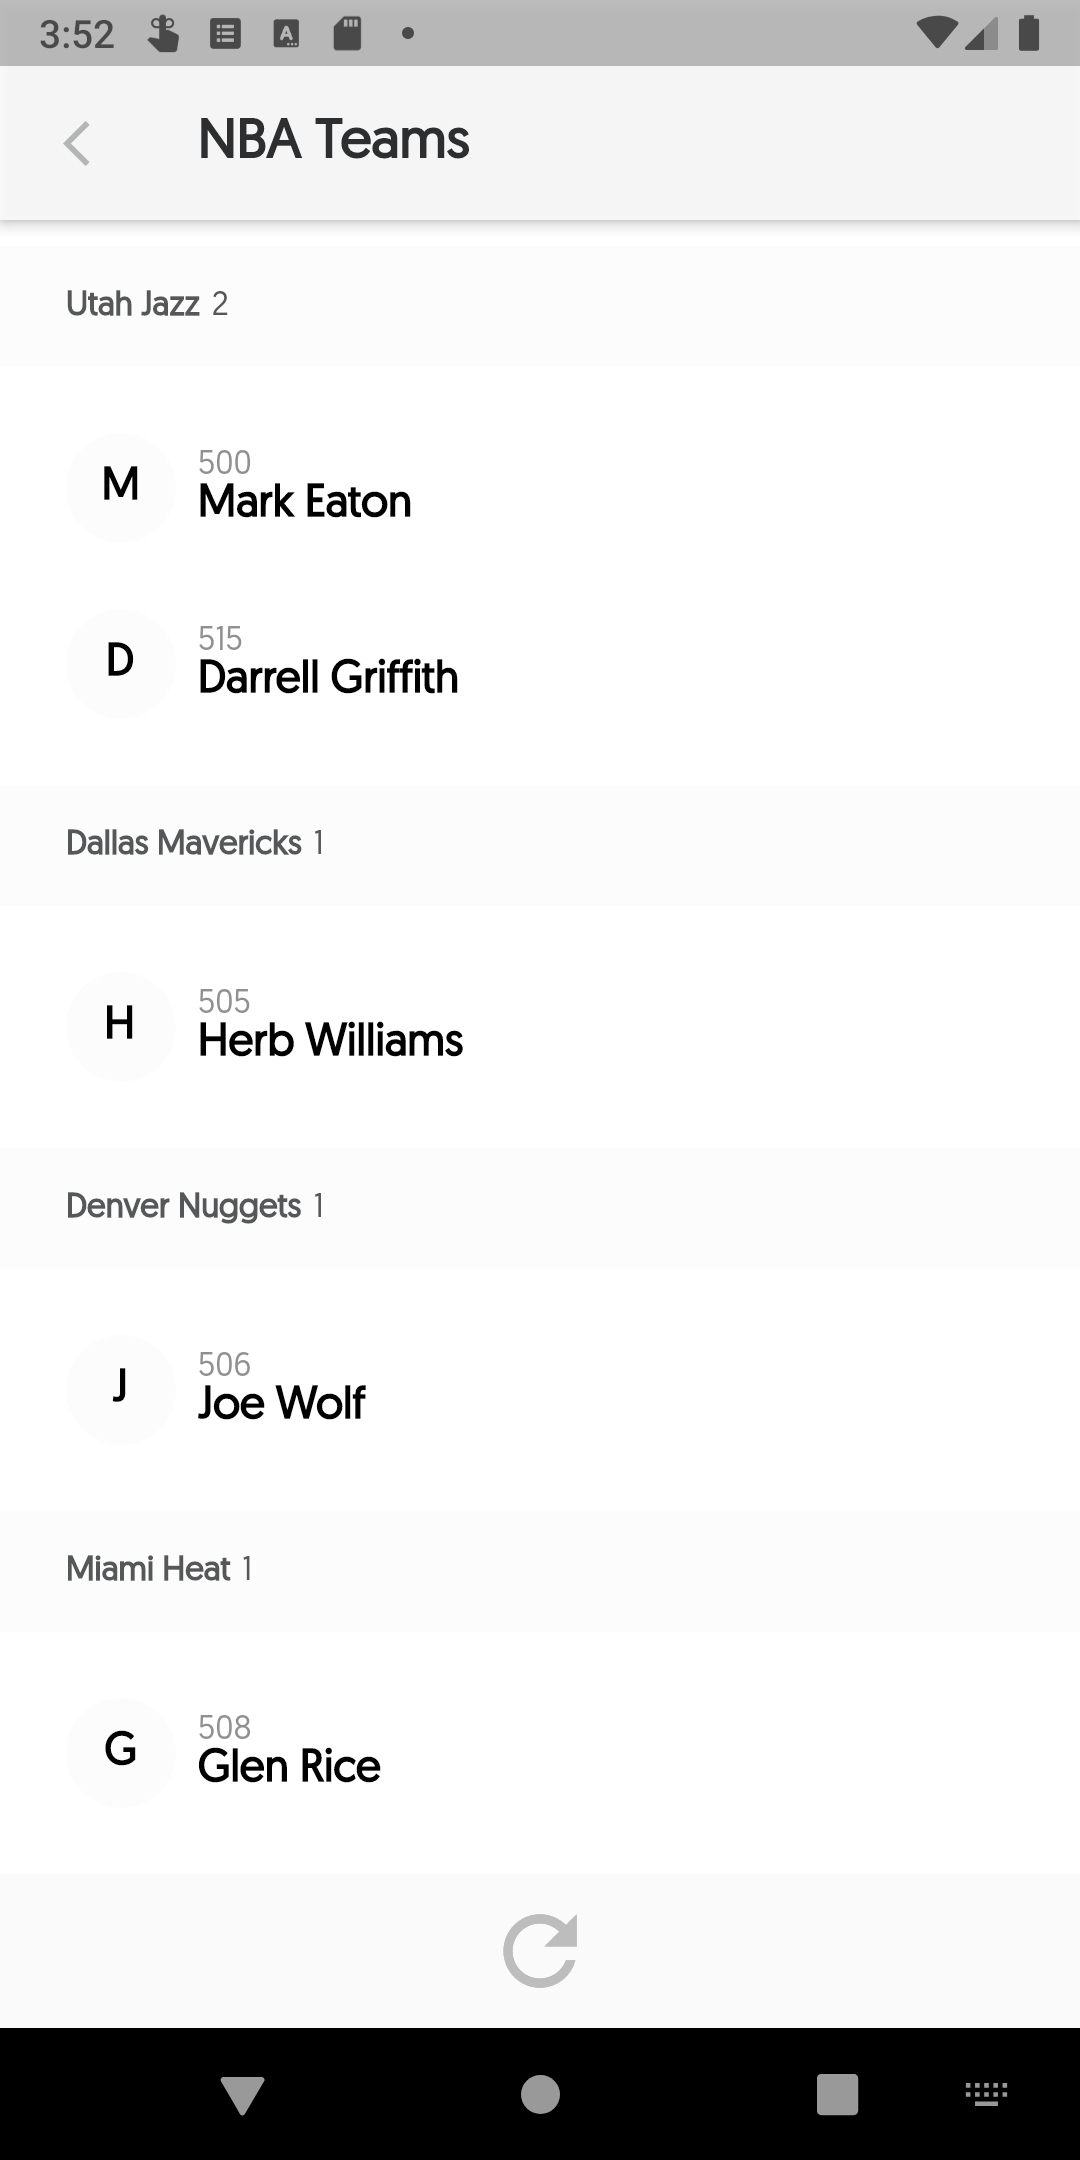 3:52
NBA Teams
Utah Jazz 2
M
500
Mark Eaton
D
515
Darrell Griffith
Dallas Mavericks 1
H
505
Herb Williams
Denver Nuggets 1
J
506
Joe Wolf
Miami Heat 1
G
508
Glen Rice